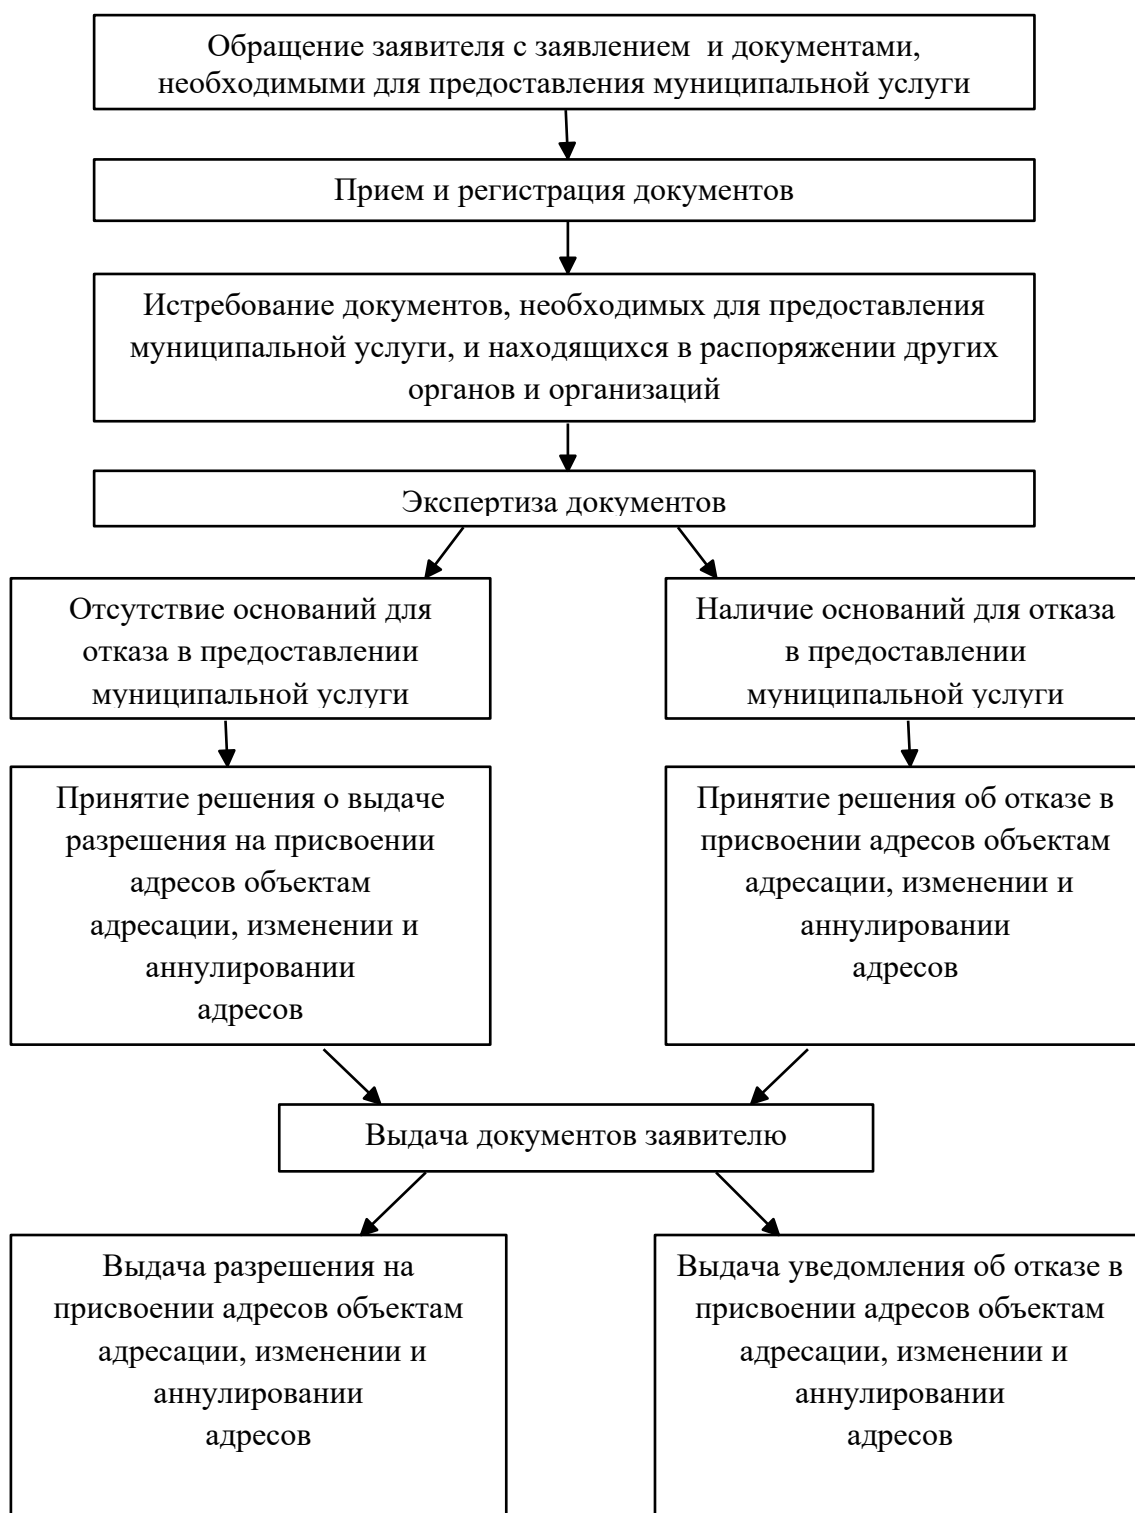 Обращение заявителя с заявлением и документами,
необходимыми для предоставления муниципальной услуги
Прием и регистрация документов
Истребование документов, необходимых для предоставления
муниципальной услуги, и находящихся в распоряжении других
органов и организаций
Экспертиза документов
Отсутствие оснований для
отказа в предоставлении
муниципальной услуги
Наличие оснований для отказа
в предоставлении
муниципальной услуги
Принятие решения о выдаче
разрешения на присвоении
адресов объектам
адресации, изменении и
аннулировании
адресов
Принятие решения об отказе в
присвоении адресов объектам
адресации, изменении и
аннулировании
адресов
Выдача документов заявителю
Выдача разрешения на
присвоении адресов объектам
адресации, изменении и
аннулировании
адресов
Выдача уведомления об отказе в
присвоении адресов объектам
адресации, изменении и
аннулировании
адресов